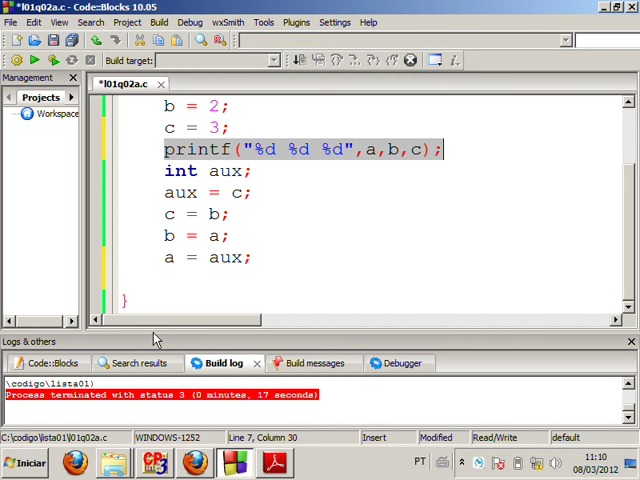 *l01q02a.c - Code::Blocks 10.05
File Edit View Search Project Build Debug wxSmith Tools Plugins Settings Help
Build target:
Management
Projects
Workspace
*l01q02a.c
b = 2;
c = 3;
printf("%d %d %d",a,b,c);
int aux;
aux = c;
c = b;
b = a;
a = aux;
}
Logs & others
Code::Blocks Search results Build log Build messages Debugger
\codigo\lista01)
Process terminated with status 3 (0 minutes, 17 seconds)
C:\codigo\lista01\l01q02a.c WINDOWS-1252 Line 7, Column 30 Insert Modified Read/Write default
Iniciar PT 11:10
08/03/2012